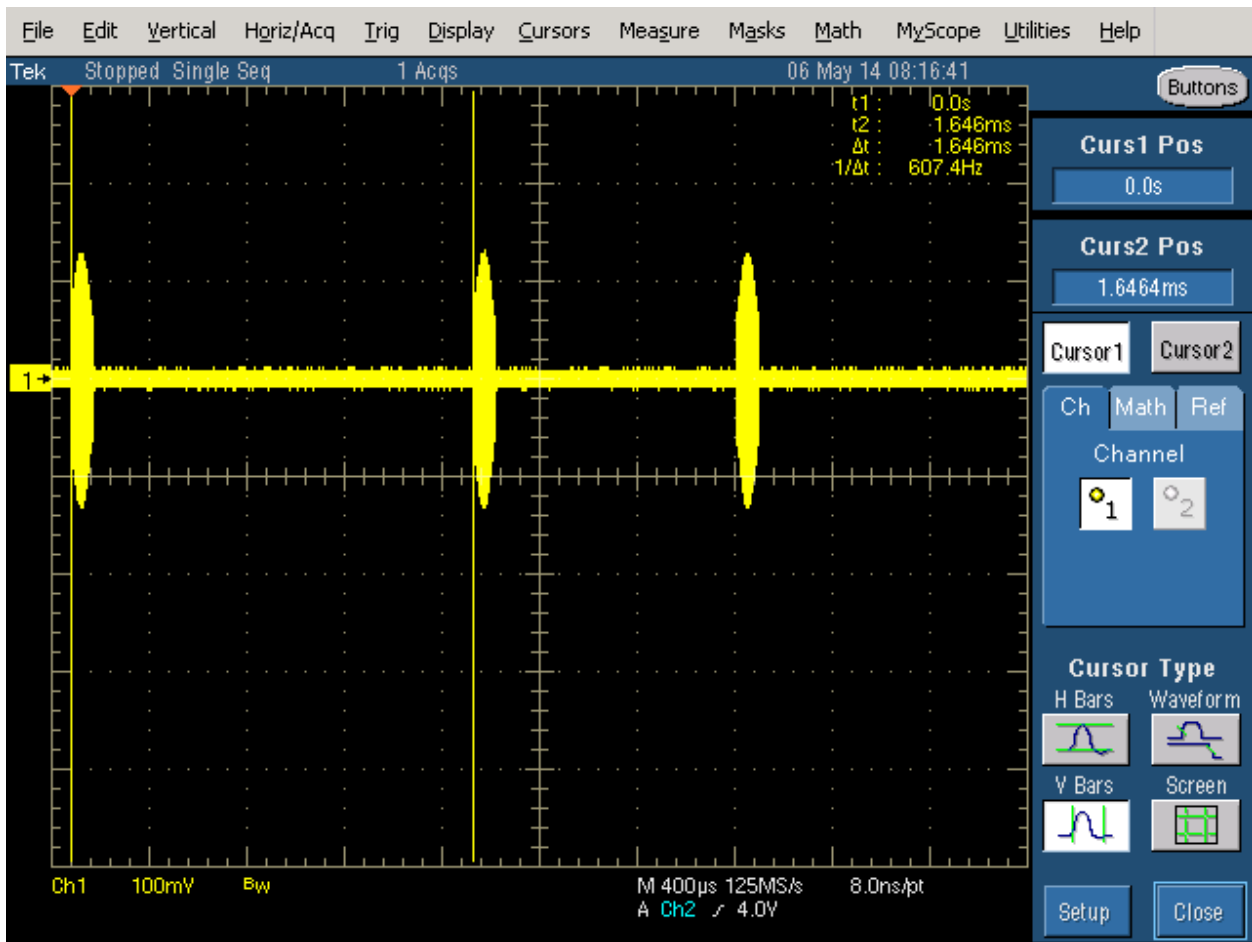 File Edit Vertical Horiz/Acq Trig Display Cursors Measure Masks Math MyScope Utilities Help
Tek Stopped Single Seq 1 Acqs 06 May 14 08:16:41
Buttons
t1 : 0.0s
t2 : 1.646ms
Δt : 1.646ms
1/Δt : 607.4Hz
Curs1 Pos
0.0s
Curs2 Pos
1.6464ms
Cursor1 Cursor2
1
Ch Math Ref
Channel
1 2
Cursor Type
H Bars Waveform
V Bars Screen
Setup Close
Ch1 100mV BW M 400µs 125MS/s 8.0ns/pt
A Ch2 4.0V